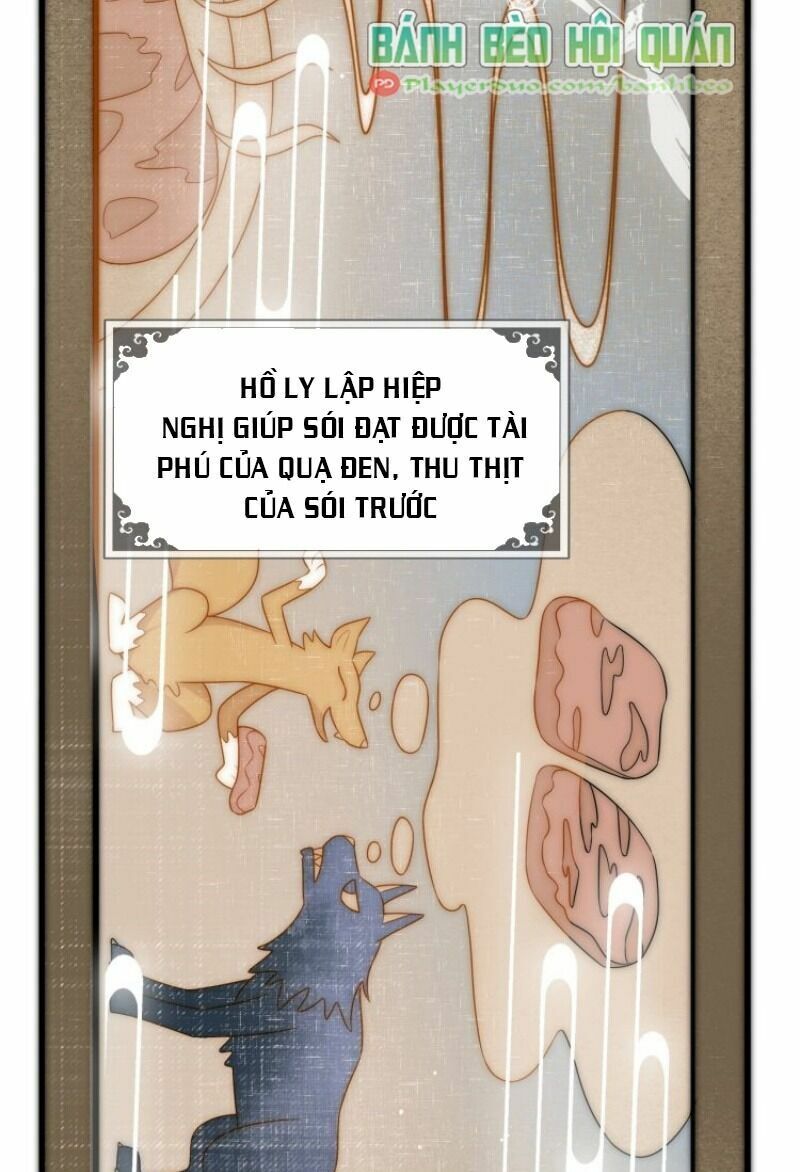 BÁNH BÈO HỘI QUÁN
PD Playerduo.com/banhbeo
HỒ LY LẬP HIỆP
NGHỊ GIÚP SÓI ĐẠT ĐƯỢC TÀI
PHÚ CỦA QUẠ ĐEN, THU THỊT
CỦA SÓI TRƯỚC